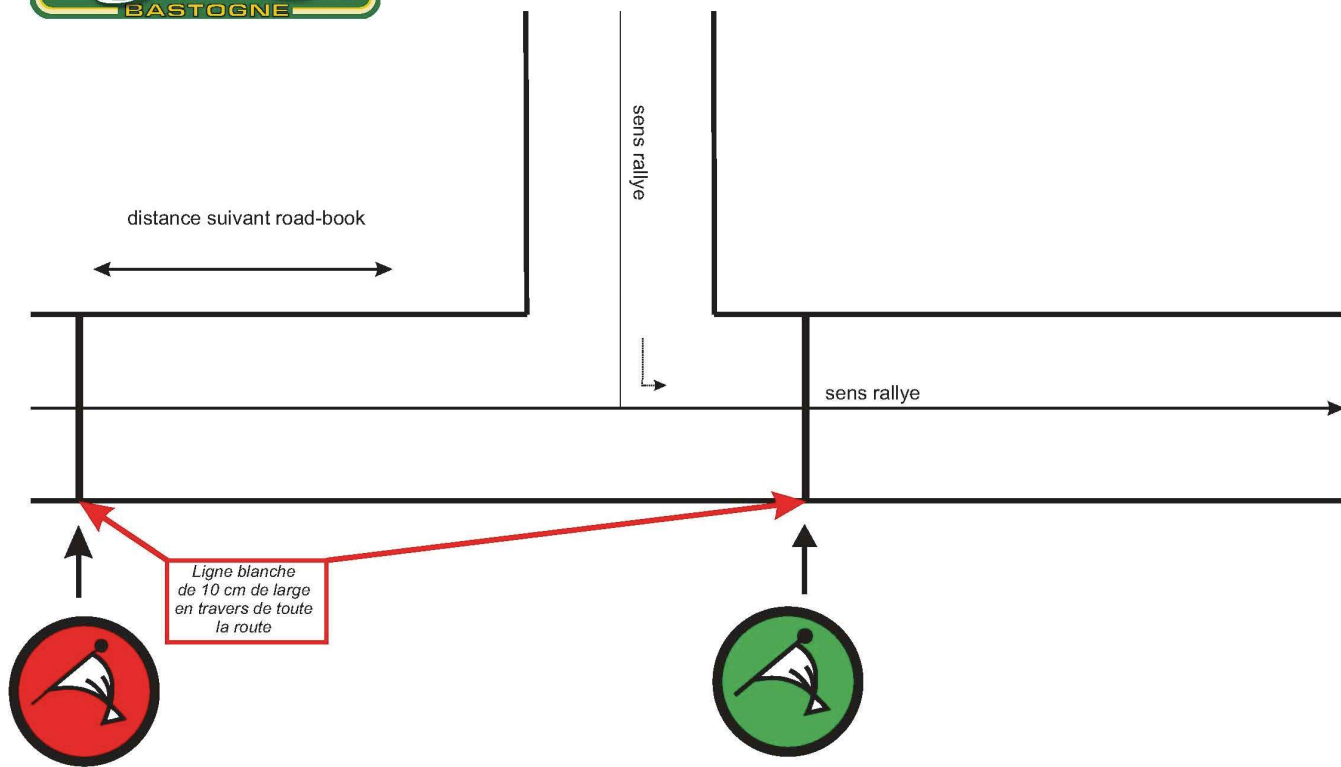 BASTOGNE
sens rallye
distance suivant road-book
sens rallye
Ligne blanche
de 10 cm de large
en travers de toute
la route